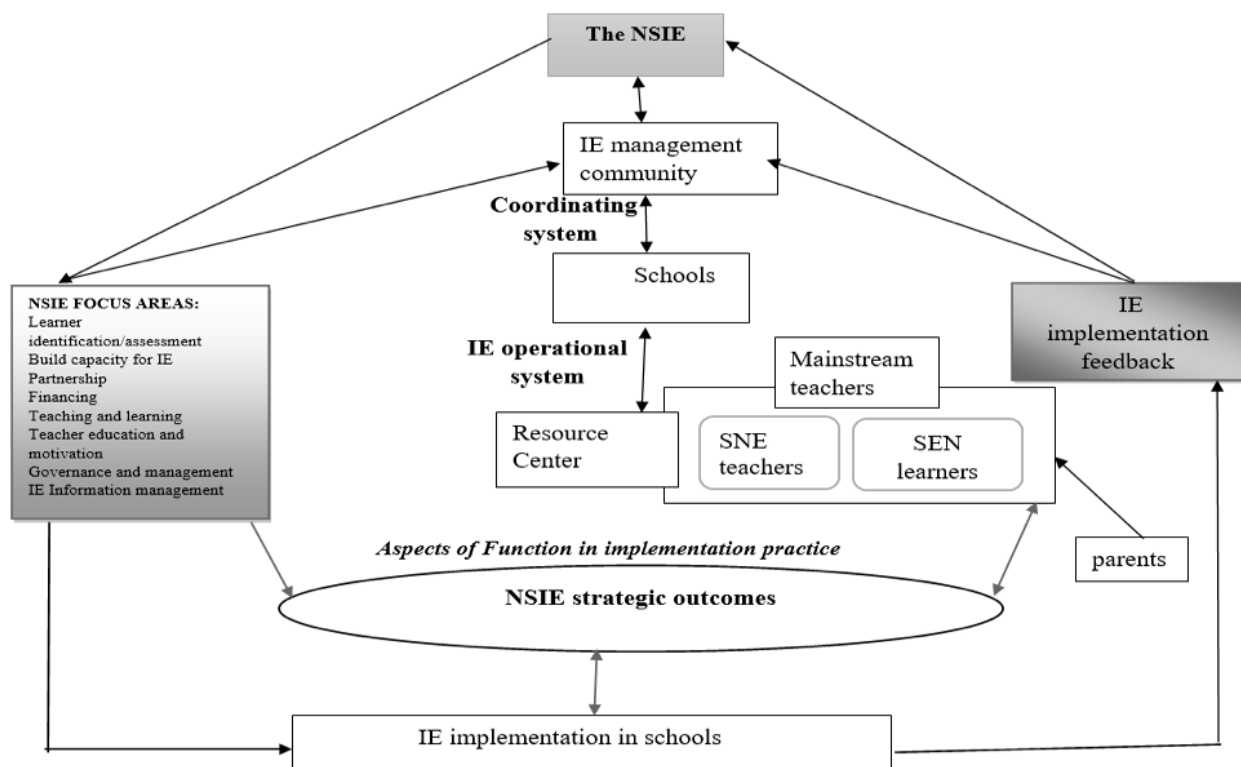 The NSIE
IE management
community
Coordinating
system
Schools
NSIE FOCUS AREAS:
Learner
identification/assessment
Build capacity for IE
Partnership
Financing
Teaching and learning
Teacher education and
motivation
Governance and management
IE Information management
IE
implementation
feedback
IE operational
system
Mainstream
teachers
Resource
Center
SNE
teachers
SEN
learners
parents
Aspects of Function in implementation practice
NSIE strategic outcomes
IE implementation in schools